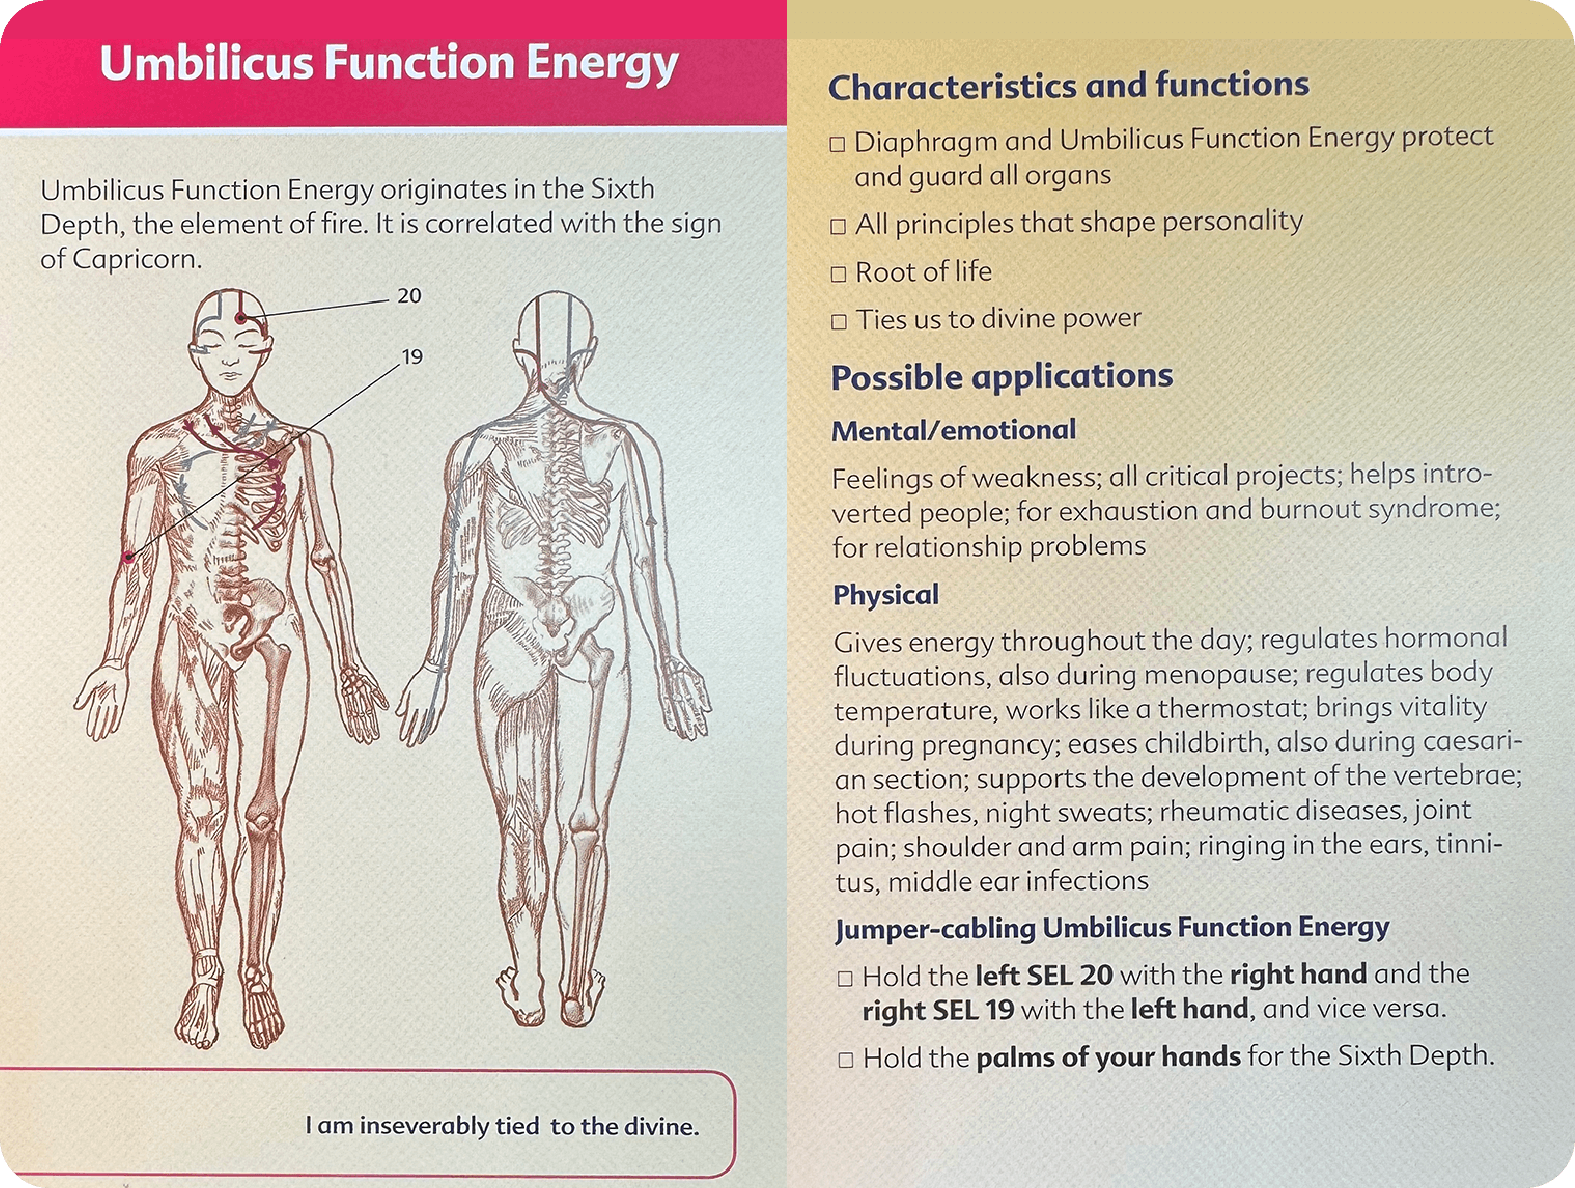 Umbilicus Function Energy
Umbilicus Function Energy originates in the Sixth
Depth, the element of fire. It is correlated with the sign
of Capricorn.
20
19
I am inseverably tied to the divine.
Characteristics and functions
□ Diaphragm and Umbilicus Function Energy protect
and guard all organs
□ All principles that shape personality
□ Root of life
□ Ties us to divine power
Possible applications
Mental/emotional
Feelings of weakness; all critical projects; helps intro-
verted people; for exhaustion and burnout syndrome;
for relationship problems
Physical
Gives energy throughout the day; regulates hormonal
fluctuations, also during menopause; regulates body
temperature, works like a thermostat; brings vitality
during pregnancy; eases childbirth, also during caesari-
an section; supports the development of the vertebrae;
hot flashes, night sweats; rheumatic diseases, joint
pain; shoulder and arm pain; ringing in the ears, tinni-
tus, middle ear infections
Jumper-cabling Umbilicus Function Energy
□ Hold the left SEL 20 with the right hand and the
right SEL 19 with the left hand, and vice versa.
□ Hold the palms of your hands for the Sixth Depth.